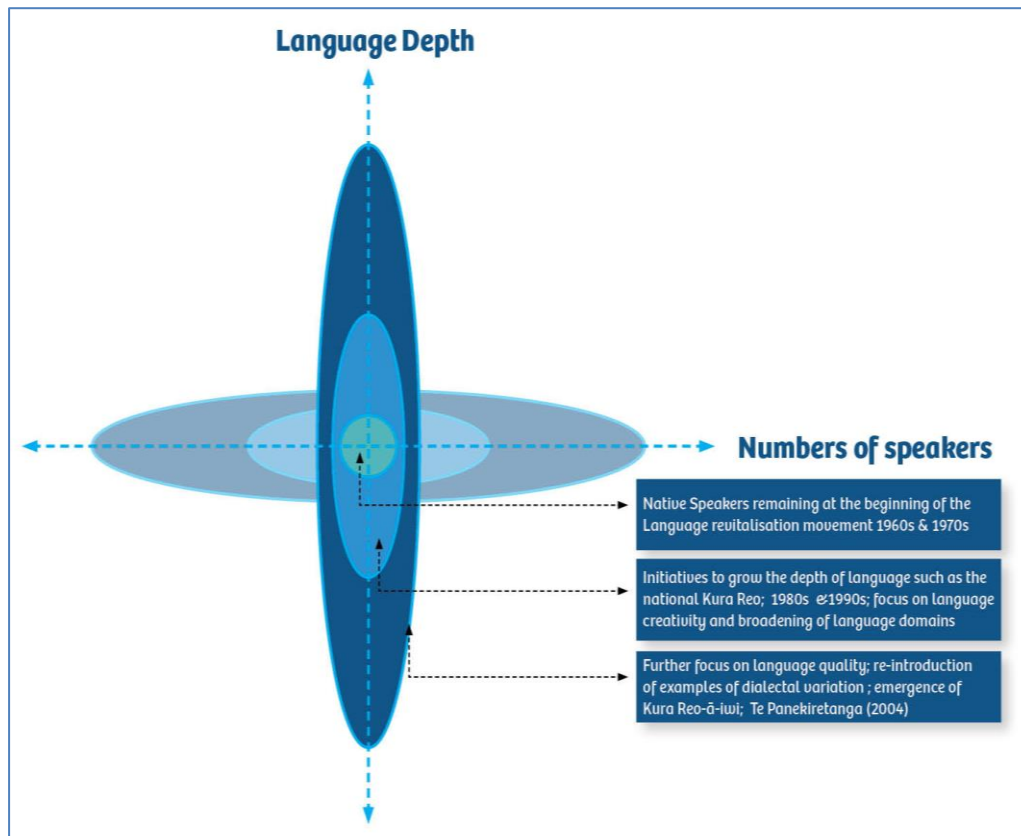 Language Depth
Numbers of speakers
Native Speakers remaining at the beginning of the
Language revitalisation movement 1960s & 1970s
Initiatives to grow the depth of language such as the
national Kura Reo; 1980s &1990s; focus on language
creativity and broadening of language domains
Further focus on language quality; re-introduction
of examples of dialectal variation ; emergence of
Kura Reo-ā-iwi; Te Panekiretanga (2004)